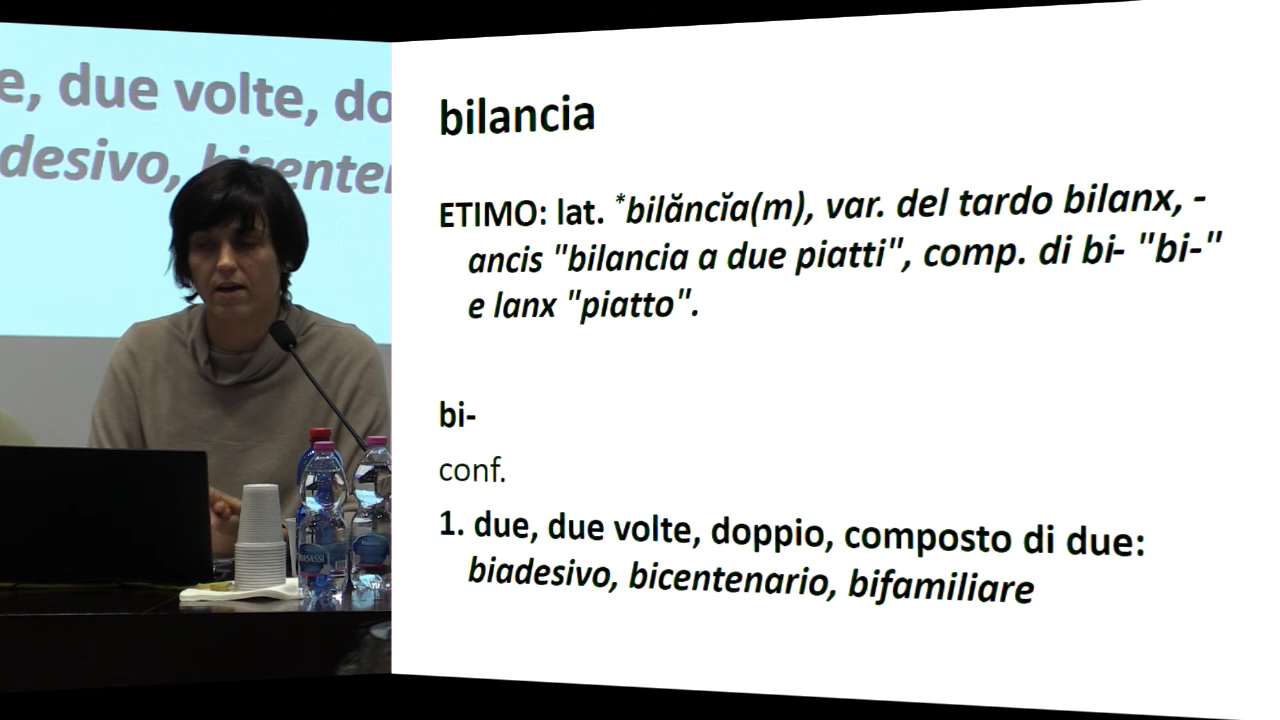 e, due volte, do
desivo, bicente
bilancia
ETIMO: lat. *bilăncĭa(m), var. del tardo bilanx, -
ancis "bilancia a due piatti", comp. di bi- "bi-"
e lanx "piatto".
bi-
conf.
1. due, due volte, doppio, composto di due:
biadesivo, bicentenario, bifamiliare